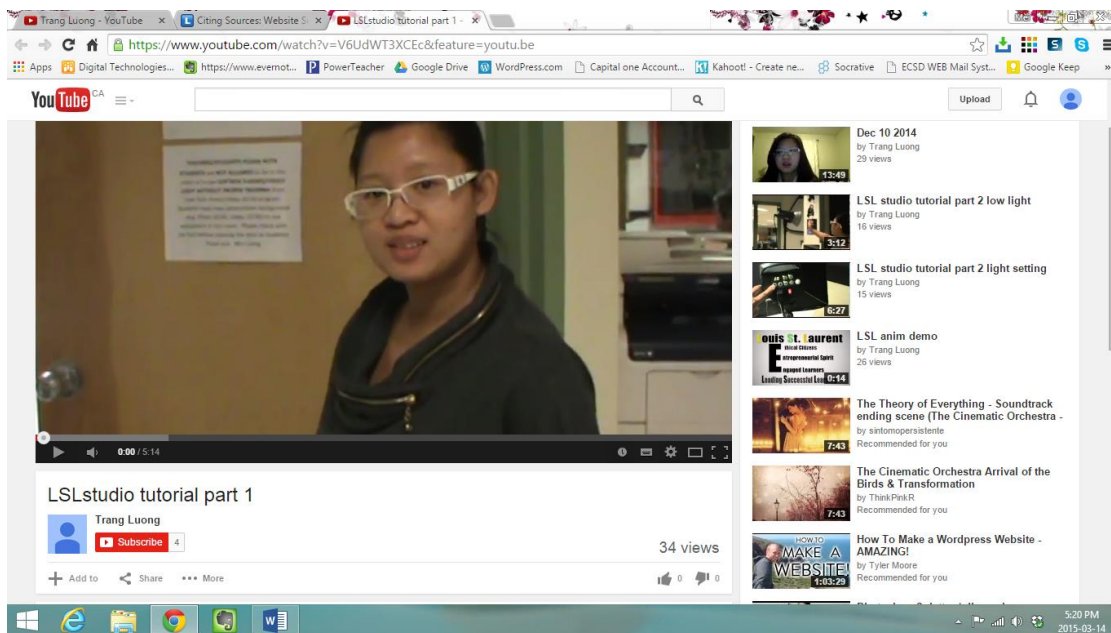 Trang Luong - YouTube
Citing Sources: Website S
LSLstudio tutorial part 1 -
https://www.youtube.com/watch?v=V6UdWT3XCEc&feature=youtu.be
Apps Digital Technologies... https://www.evernot... PowerTeacher Google Drive WordPress.com Capital one Account... Kahoot! - Create ne... Socrative ECSD WEB Mail Syst... Google Keep »
YouTube CA
Upload
0:00 / 5:14
LSLstudio tutorial part 1
Trang Luong
Subscribe 4
34 views
Add to Share More
0 0
13:49
Dec 10 2014
by Trang Luong
29 views
3:12
LSL studio tutorial part 2 low light
by Trang Luong
16 views
6:27
LSL studio tutorial part 2 light setting
by Trang Luong
15 views
ouis St. aurent
thical Citizens
ntrepreneurial Spirit
ngaged Learners
0:14
LSL anim demo
by Trang Luong
26 views
7:43
The Theory of Everything - Soundtrack
ending scene (The Cinematic Orchestra -
by sintomopersistente
Recommended for you
7:43
The Cinematic Orchestra Arrival of the
Birds & Transformation
by ThinkPinkR
Recommended for you
HOW TO
MAKE A
WEBSITE!
1:03:29
How To Make a Wordpress Website -
AMAZING!
by Tyler Moore
Recommended for you
5:20 PM
2015-03-14